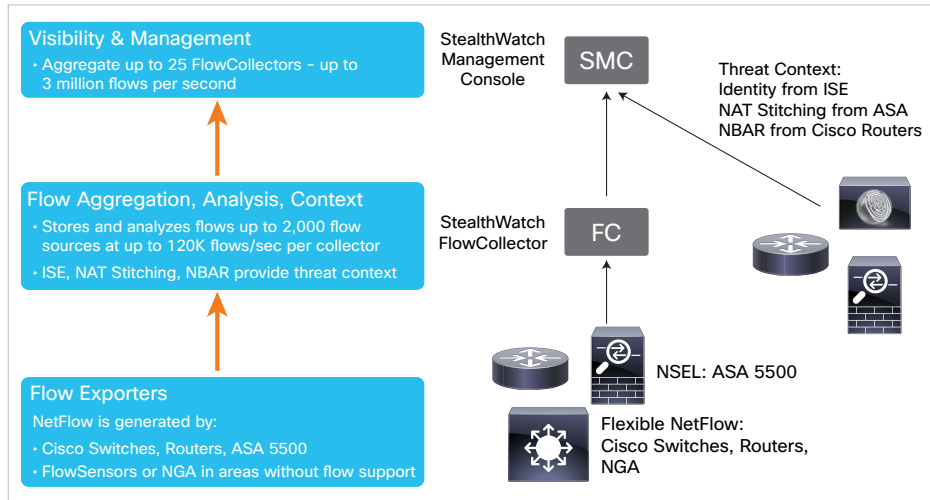 Visibility & Management
• Aggregate up to 25 FlowCollectors - up to
3 million flows per second
Flow Aggregation, Analysis, Context
• Stores and analyzes flows up to 2,000 flow
sources at up to 120K flows/sec per collector
• ISE, NAT Stitching, NBAR provide threat context
Flow Exporters
NetFlow is generated by:
• Cisco Switches, Routers, ASA 5500
• FlowSensors or NGA in areas without flow support
StealthWatch
Management
Console
SMC
Threat Context:
Identity from ISE
NAT Stitching from ASA
NBAR from Cisco Routers
StealthWatch
FlowCollector
FC
NSEL: ASA 5500
Flexible NetFlow:
Cisco Switches, Routers,
NGA